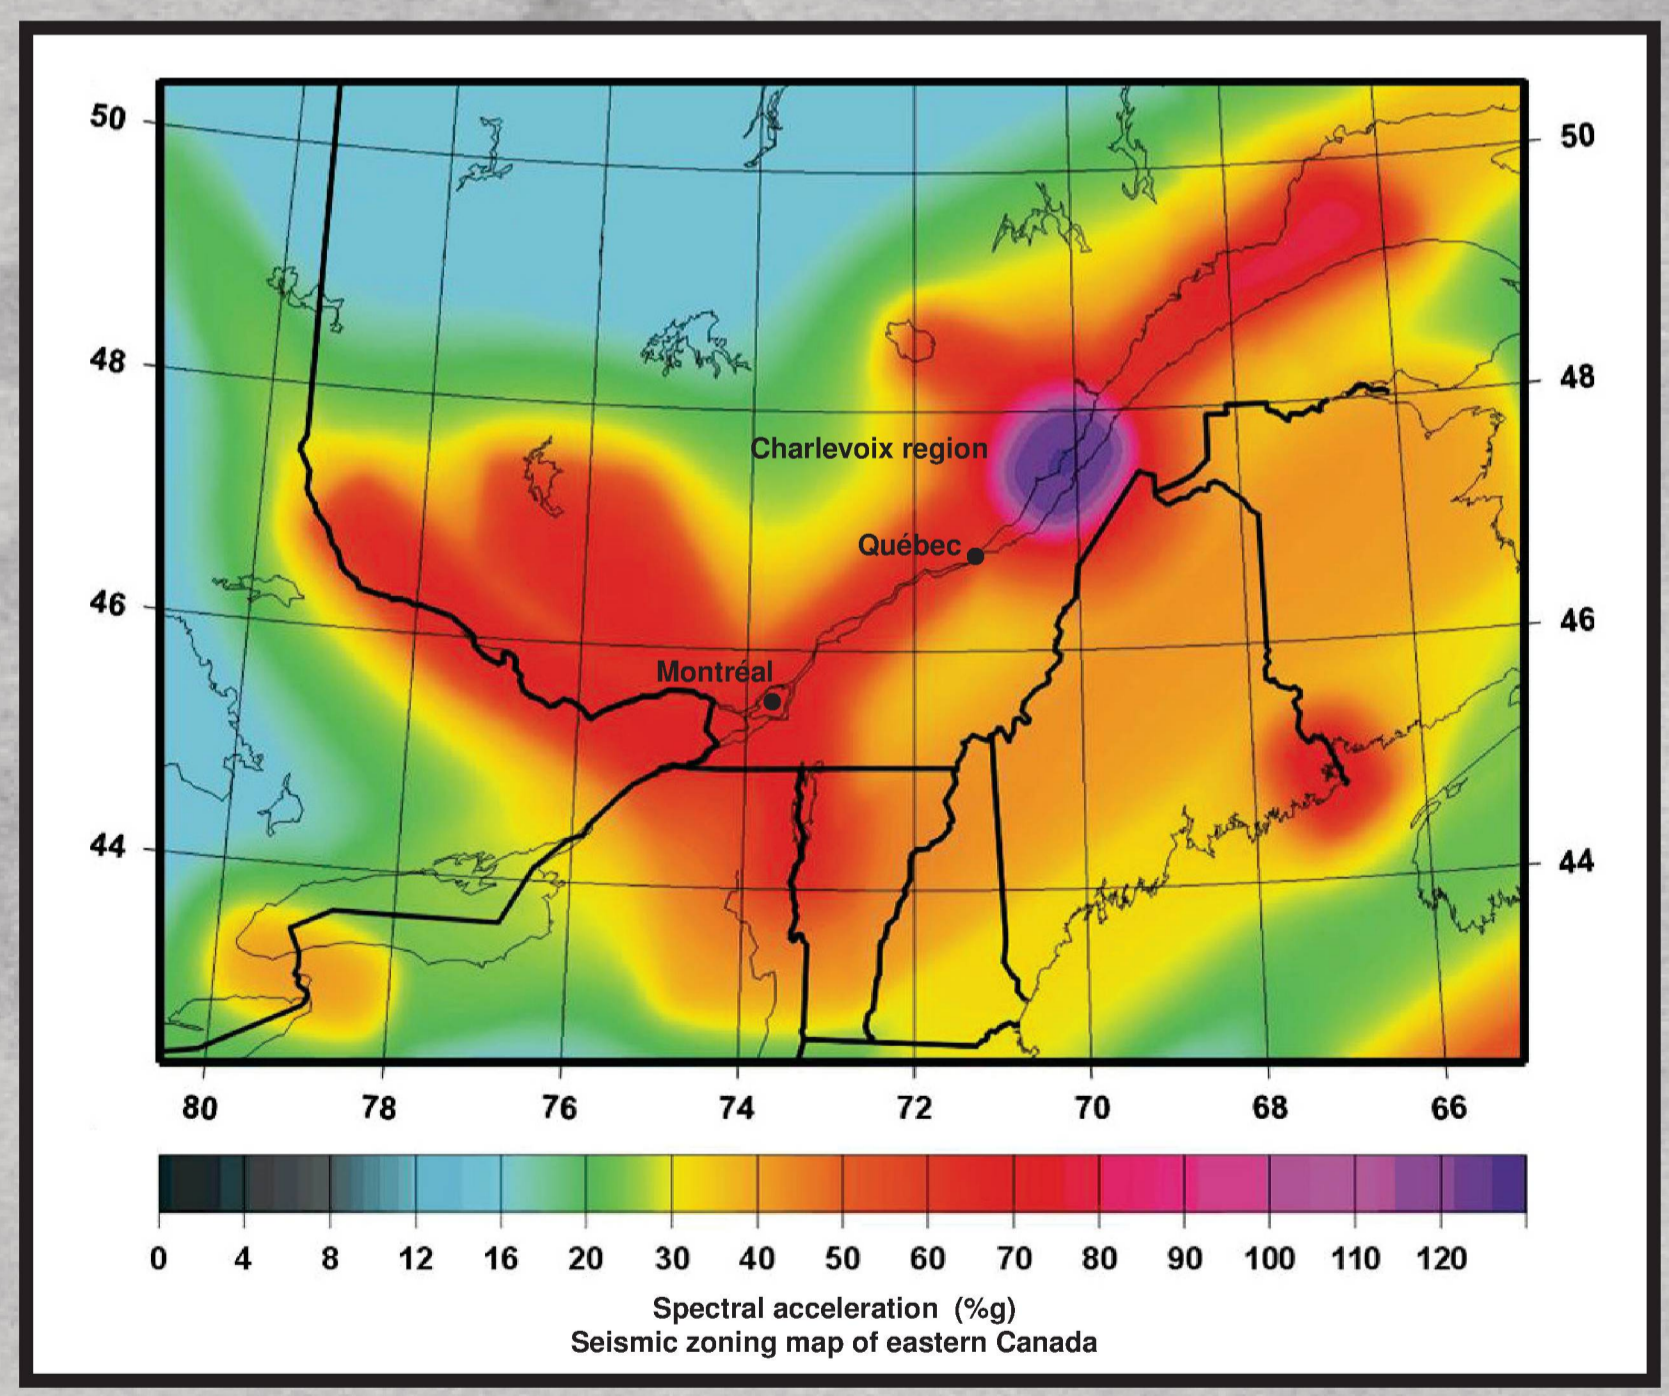 50
50
48
48
46
46
44
44
Charlevoix region
Québec
Montréal
80 78 76 74 72 70 68 66
0 4 8 12 16 20 30 40 50 60 70 80 90 100 110 120
Spectral acceleration (%g)
Seismic zoning map of eastern Canada